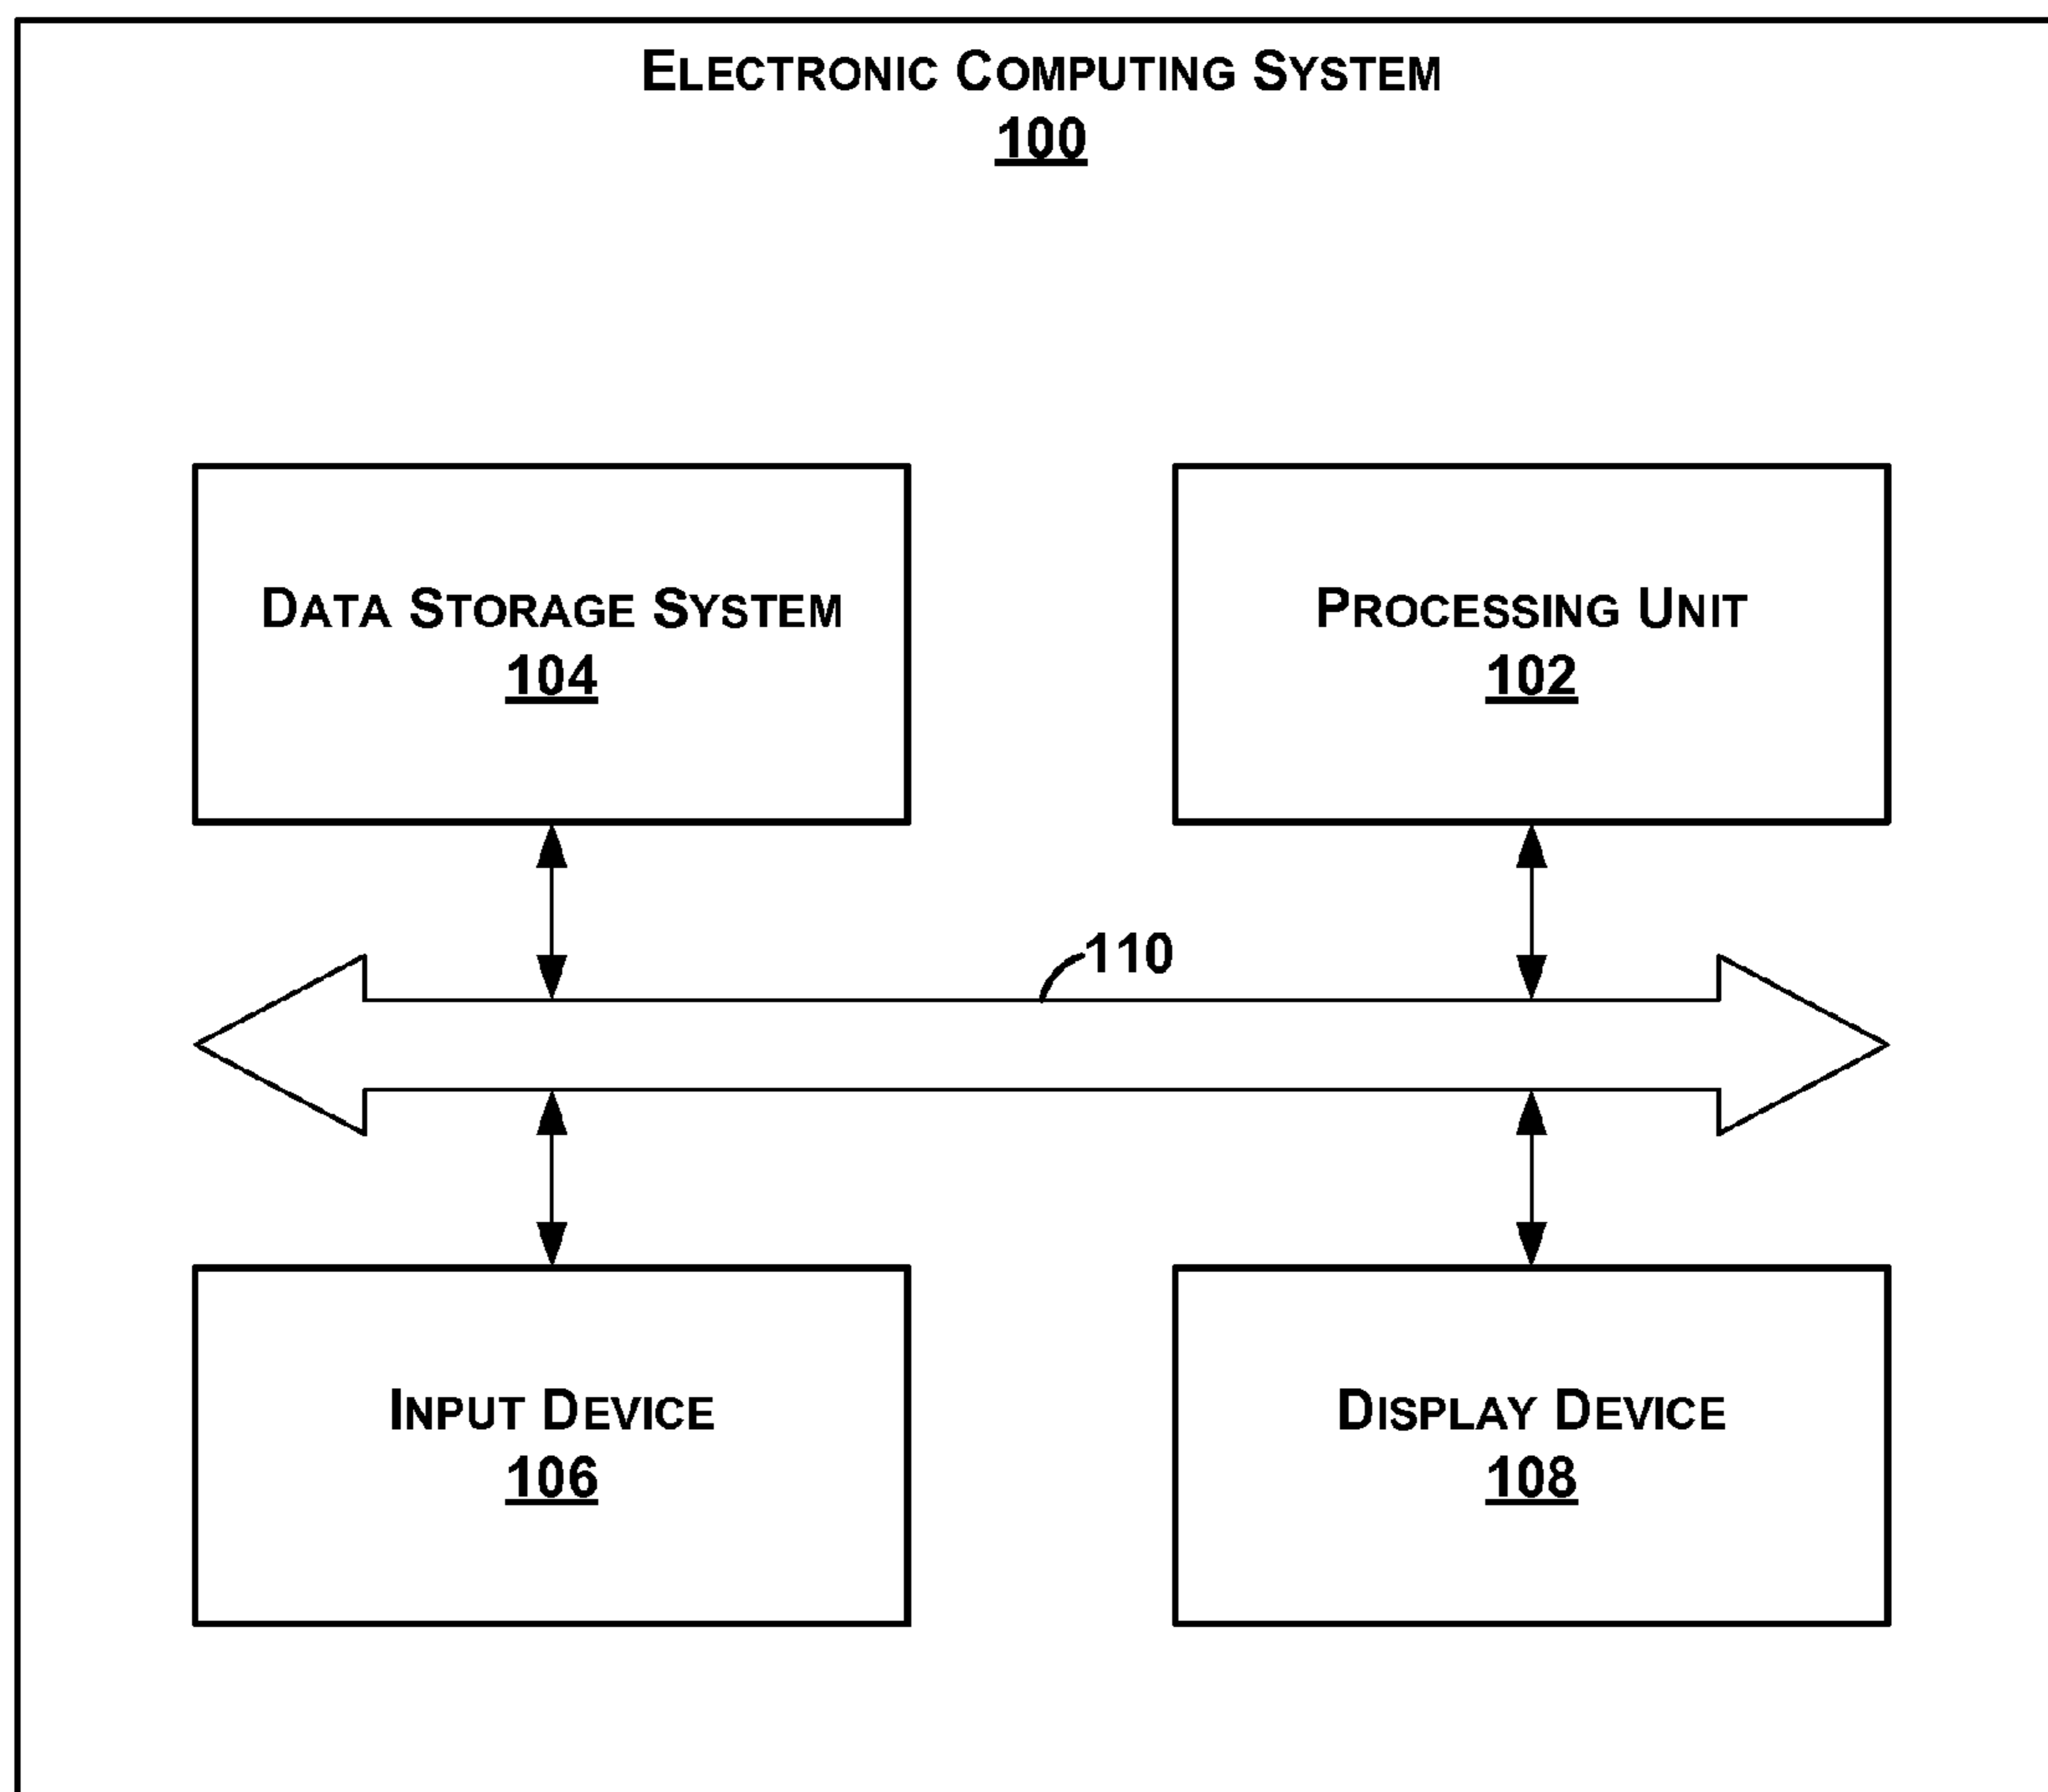 ELECTRONIC COMPUTING SYSTEM
100
DATA STORAGE SYSTEM
104
PROCESSING UNIT
102
110
INPUT DEVICE
106
DISPLAY DEVICE
108